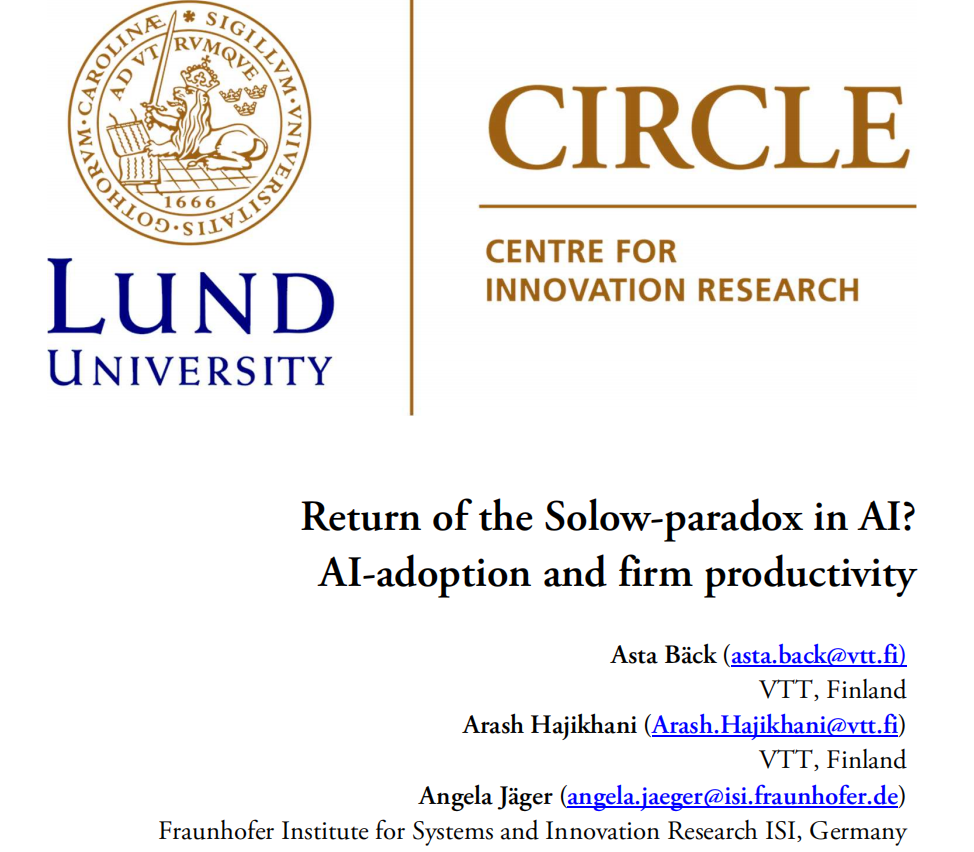 SIGILLVM·VNIVERSITATIS·GOTHORVM·CAROLINÆ
AD VTRVMQVE
1666
LUND
UNIVERSITY
CIRCLE
CENTRE FOR
INNOVATION RESEARCH
Return of the Solow-paradox in AI?
AI-adoption and firm productivity
Asta Bäck (asta.back@vtt.fi)
VTT, Finland
Arash Hajikhani (Arash.Hajikhani@vtt.fi)
VTT, Finland
Angela Jäger (angela.jaeger@isi.fraunhofer.de)
Fraunhofer Institute for Systems and Innovation Research ISI, Germany